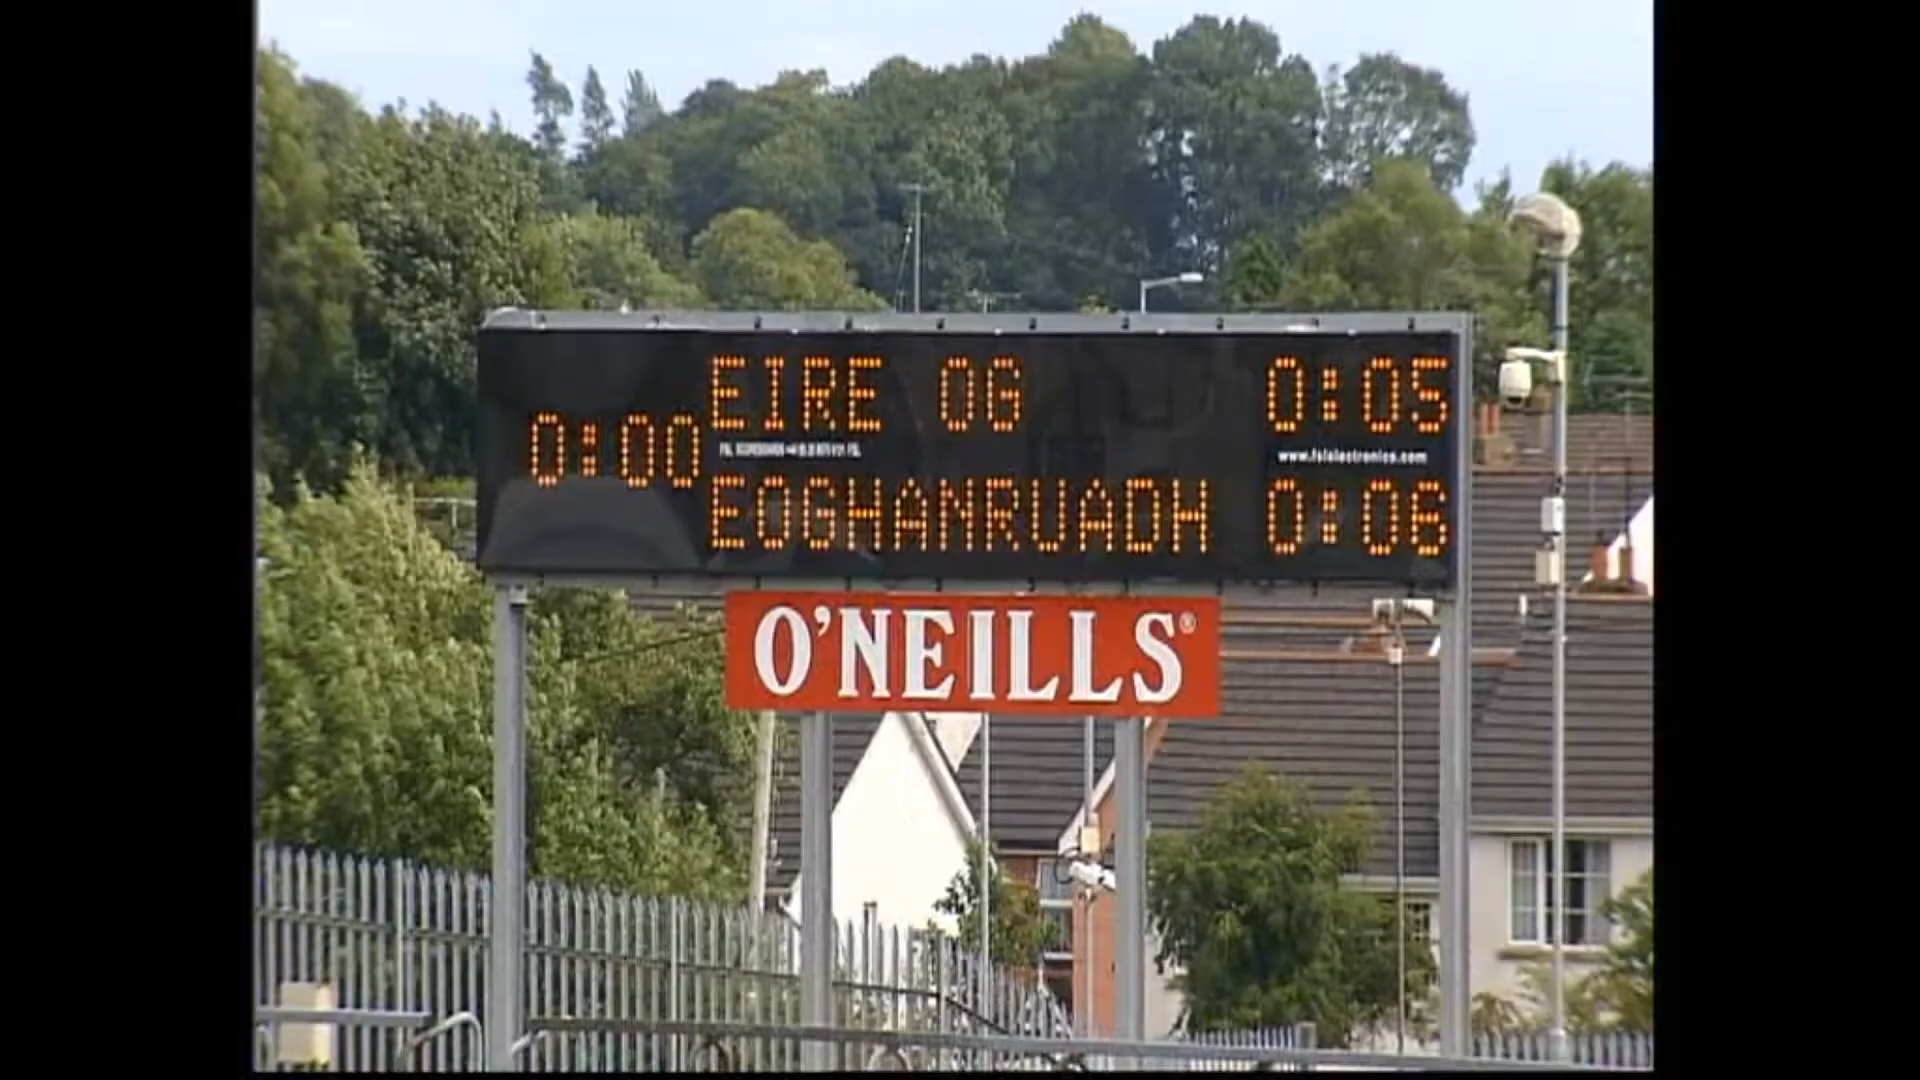 EIRE OG 0:05
0:00
www.fslelectronics.com
EOGHANRUADH 0:06
O'NEILLS®